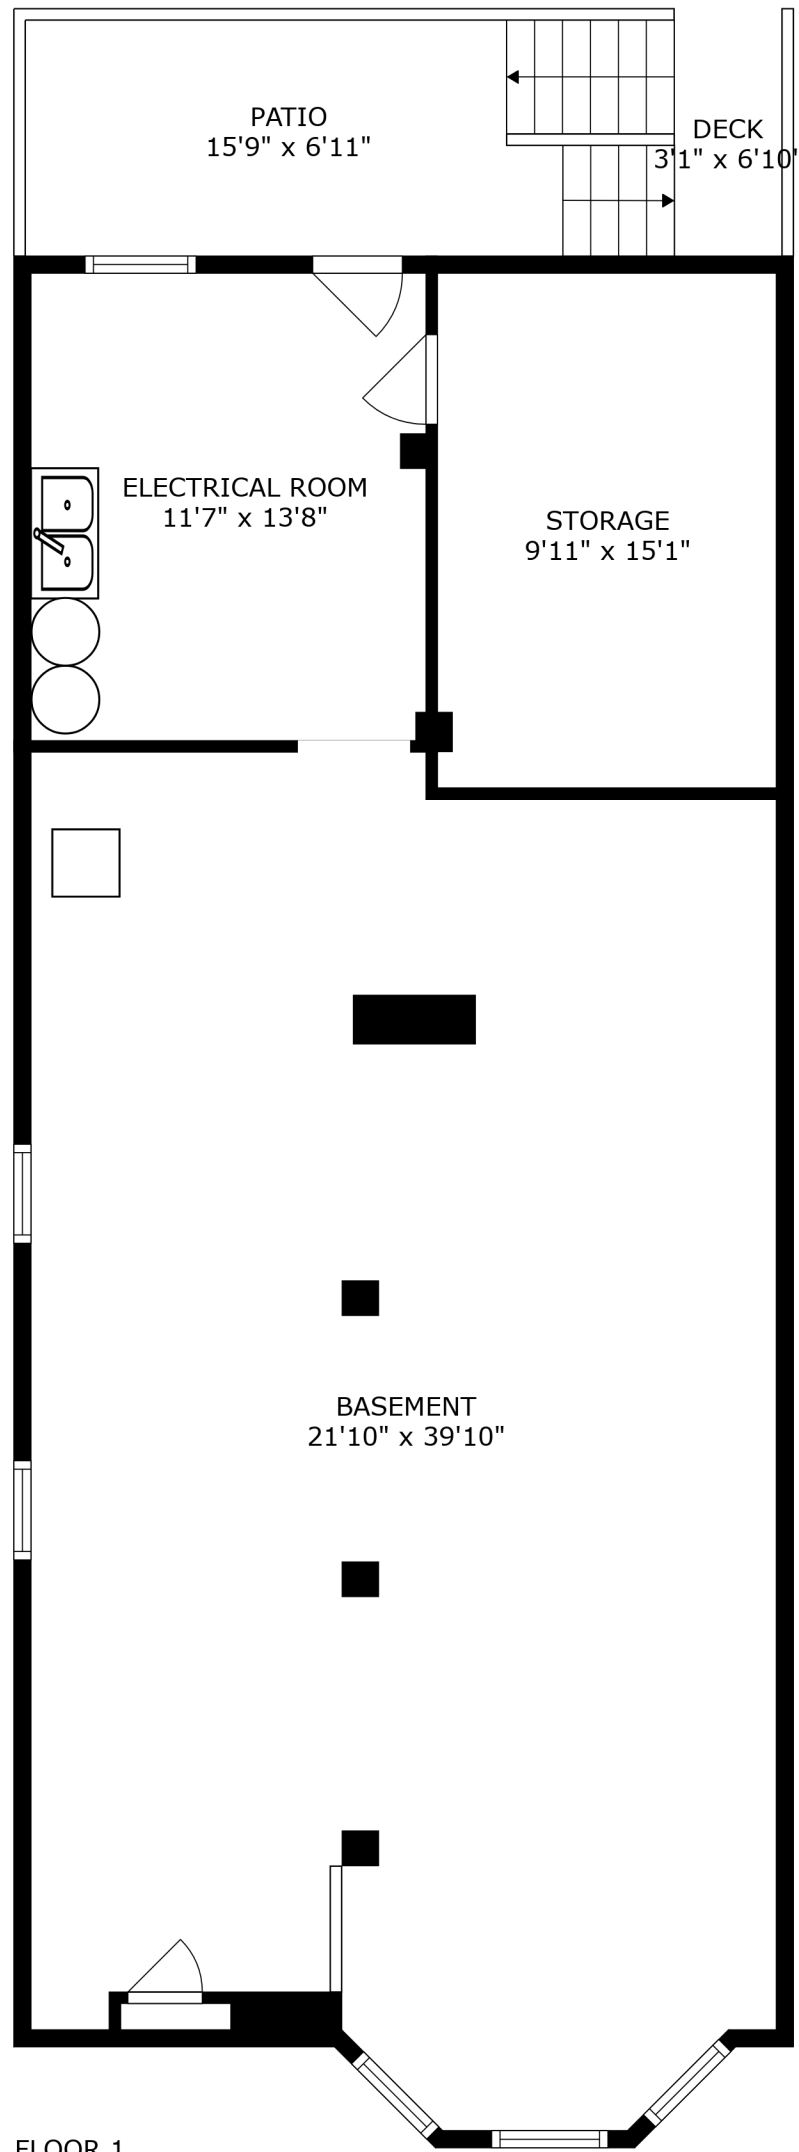 PATIO
15'9" x 6'11"
DECK
3'1" x 6'10'
ELECTRICAL ROOM
11'7" x 13'8"
STORAGE
9'11" x 15'1"
BASEMENT
21'10" x 39'10"
FLOOR 1